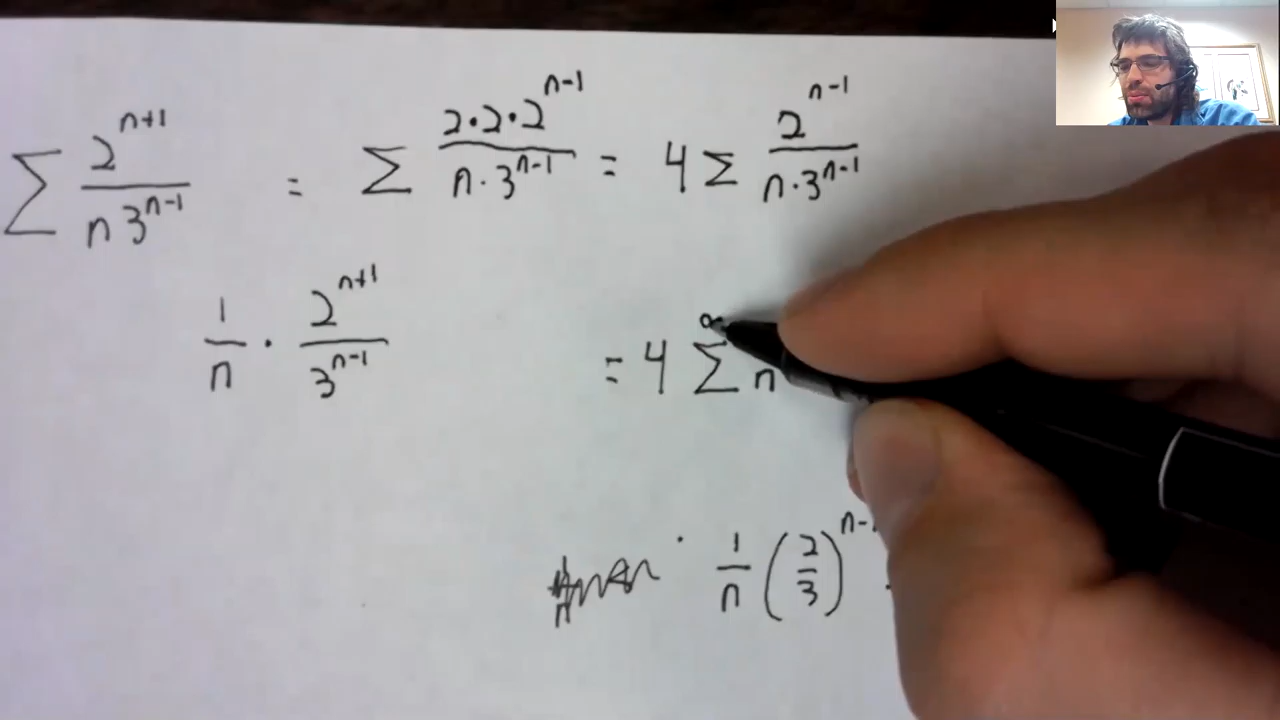 ∑ 2^{n+1} / n 3^{n-1} = ∑ 2·2·2^{n-1} / n·3^{n-1} = 4 ∑ 2^{n-1} / n·3^{n-1}
1/n · 2^{n+1} / 3^{n-1}
= 4 ∑^∞ n
1/n (2/3)^{n-